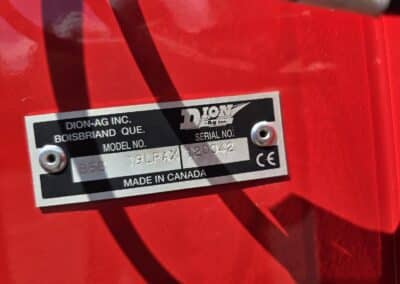 DION-AG INC.
BOISBRIAND QUE.
DION
MODEL NO.
SERIAL NO.
CE
MADE IN CANADA